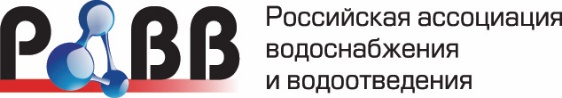 РАВВ
Российская ассоциация
водоснабжения
и водоотведения